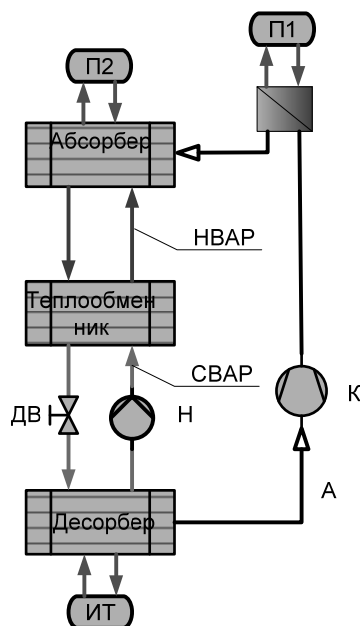 П1
П2
Абсорбер
НВАР
Теплообмен
ник
СВАР
К
ДВ
Н
А
Десорбер
ИТ